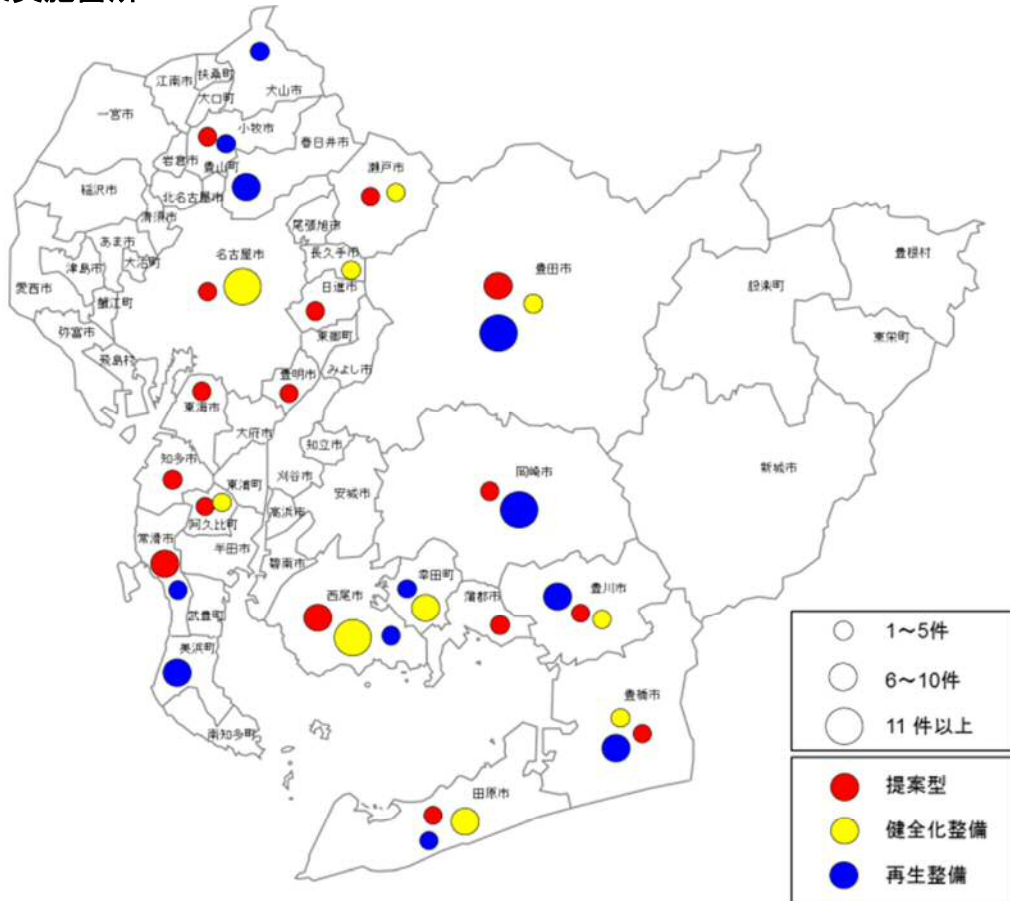 犬山市
扶桑町
江南市
大口町
一宮市
小牧市
春日井市
岩倉市
豊山町
瀬戸市
稲沢市
北名古屋市
清須市
尾張旭市
あま市
名古屋市
長久手市
豊田市
豊根村
津島市
大治町
設楽町
愛西市
日進市
蟹江町
弥富市
東郷町
東栄町
飛島村
豊明市
みよし市
東海市
大府市
知立市
知多市
岡崎市
新城市
東浦町
刈谷市
安城市
阿久比町
高浜市
常滑市
半田市
碧南市
幸田町
豊川市
西尾市
蒲郡市
武豊町
美浜町
豊橋市
南知多町
田原市
1～5件
6～10件
11件以上
提案型
健全化整備
再生整備